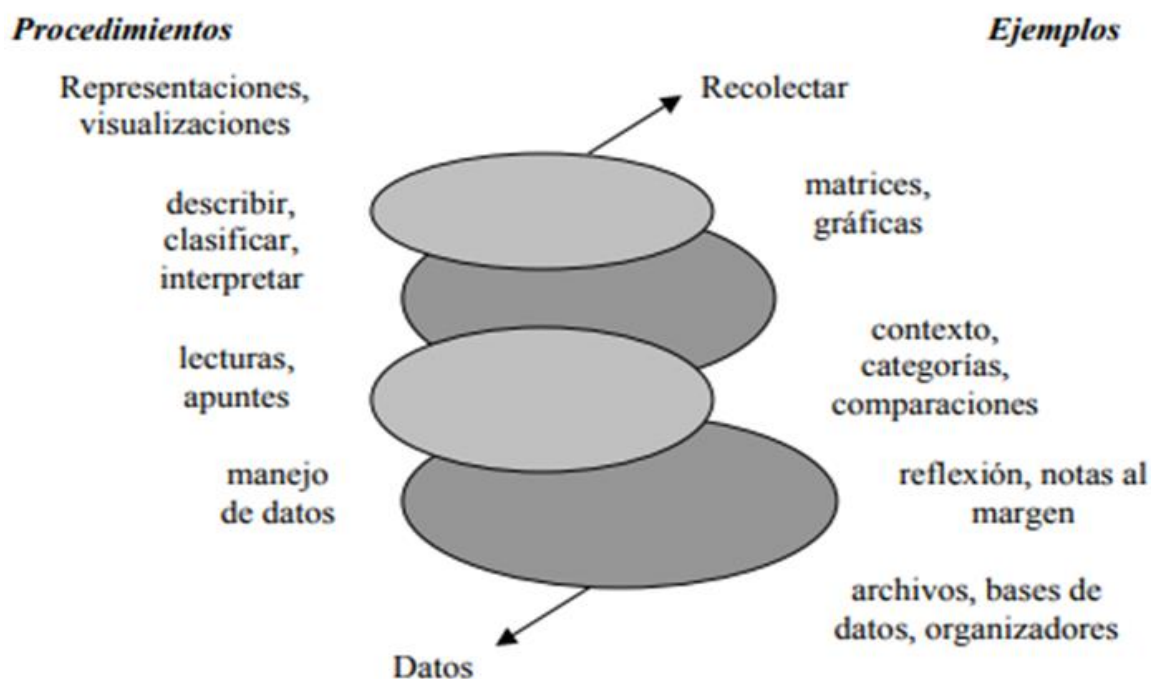 Procedimientos
Ejemplos
Representaciones,
visualizaciones
Recolectar
describir,
clasificar,
interpretar
matrices,
gráficas
lecturas,
apuntes
contexto,
categorías,
comparaciones
manejo
de datos
reflexión, notas al
margen
archivos, bases de
datos, organizadores
Datos